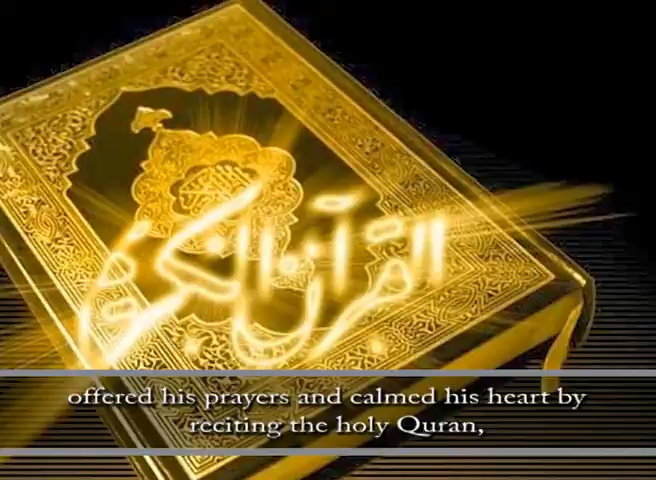 القرآن الكريم
offered his prayers and calmed his heart by
reciting the holy Quran,